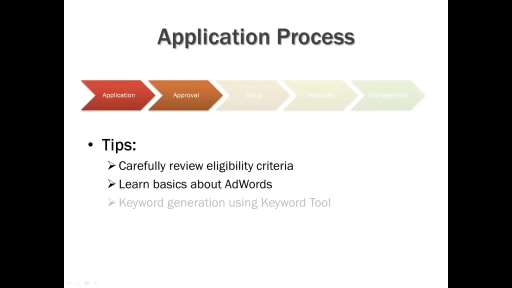 Application Process
Application Approval Setup Keywords Management
• Tips:
➢ Carefully review eligibility criteria
➢ Learn basics about AdWords
➢ Keyword generation using Keyword Tool